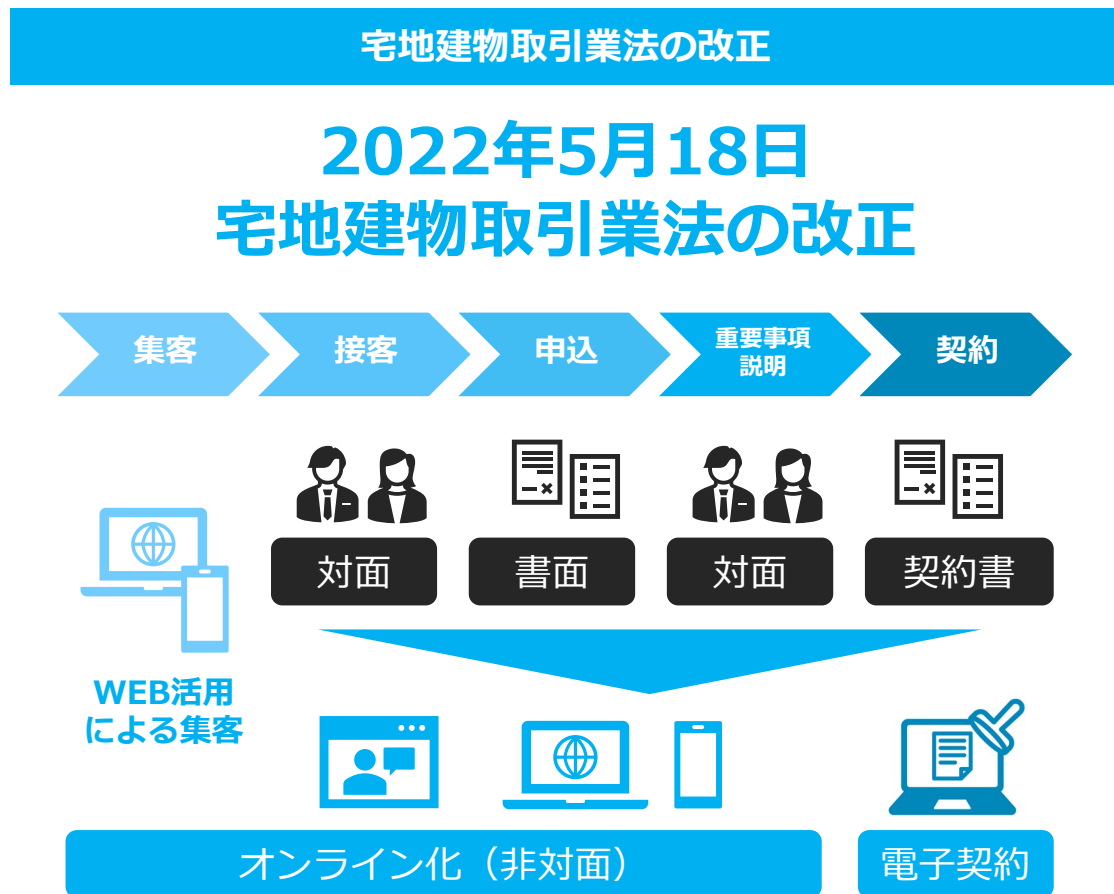 宅地建物取引業法の改正
2022年5月18日
宅地建物取引業法の改正
集客
接客
申込
重要事項
説明
契約
対面
書面
対面
契約書
WEB活用
による集客
オンライン化（非対面）
電子契約